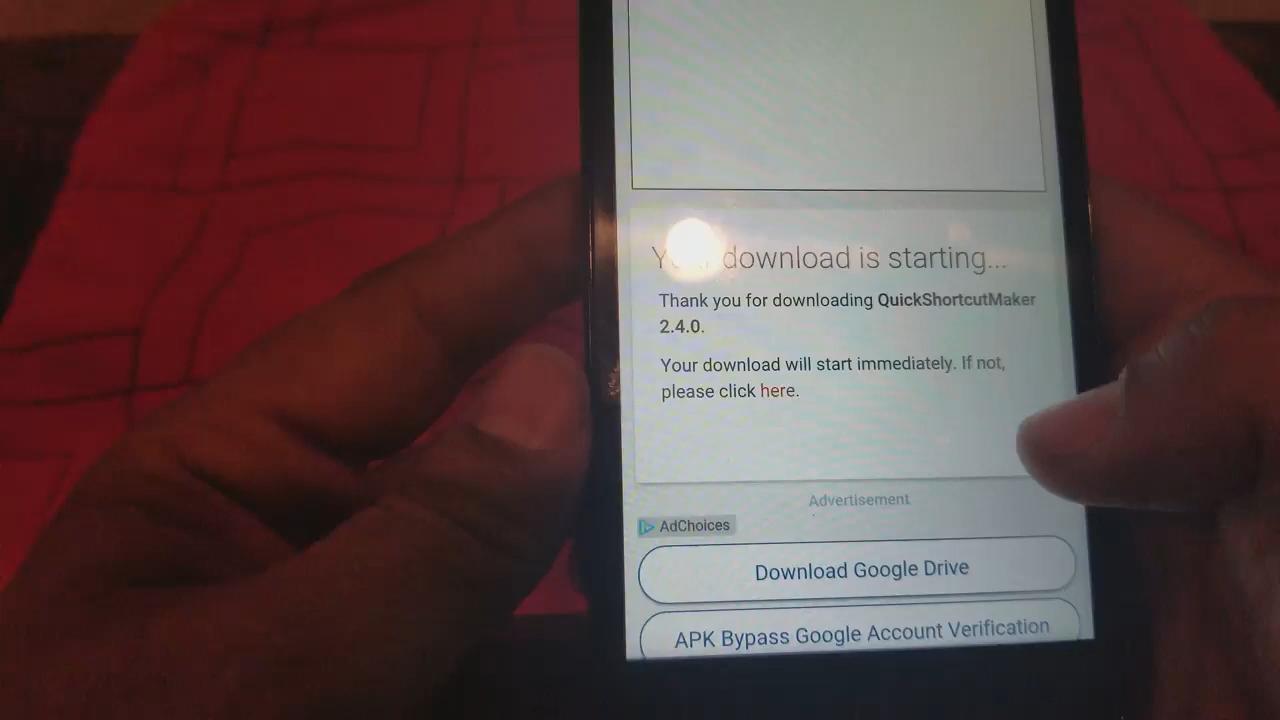 Your download is starting...
Thank you for downloading QuickShortcutMaker
2.4.0.
Your download will start immediately. If not,
please click here.
Advertisement
AdChoices
Download Google Drive
APK Bypass Google Account Verification